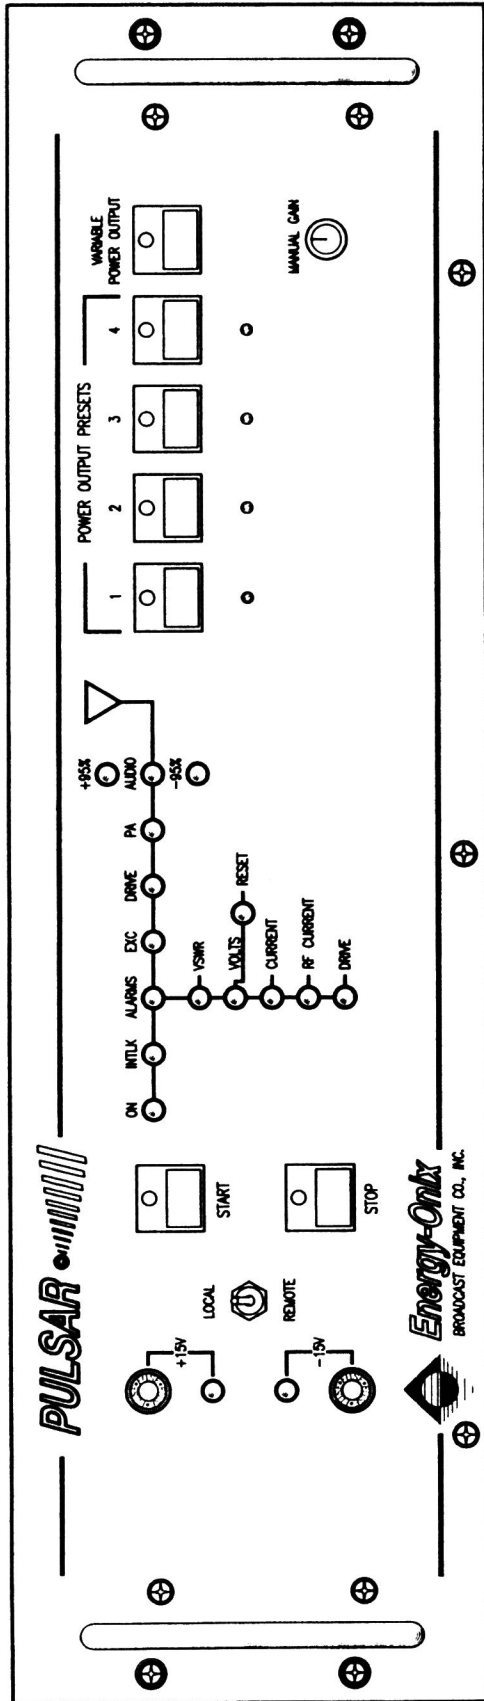 PULSAR
+15V
-15V
LOCAL
REMOTE
START
STOP
ON
INTLK
ALARMS
EXC
DRIVE
PA
AUDIO
+95%
-95%
VSWR
VOLTS
RESET
CURRENT
RF CURRENT
DRIVE
POWER OUTPUT PRESETS
1
2
3
4
VARIABLE
POWER OUTPUT
MANUAL GAIN
Energy-Onix
BROADCAST EQUIPMENT CO., INC.